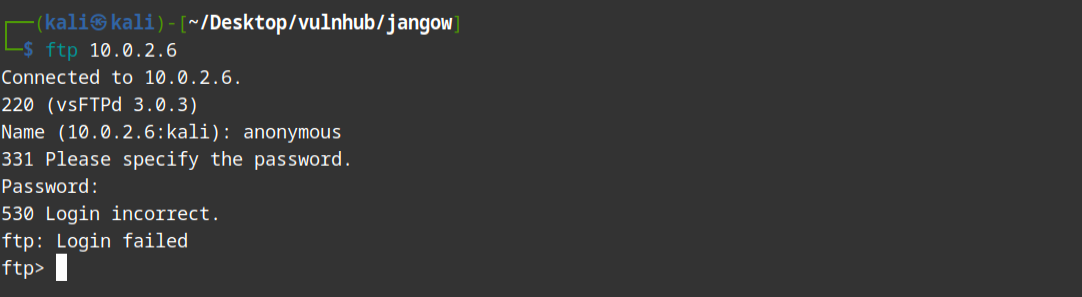 ┌──(kali㉿kali)-[~/Desktop/vulnhub/jangow]
└─$ ftp 10.0.2.6
Connected to 10.0.2.6.
220 (vsFTPd 3.0.3)
Name (10.0.2.6:kali): anonymous
331 Please specify the password.
Password:
530 Login incorrect.
ftp: Login failed
ftp>